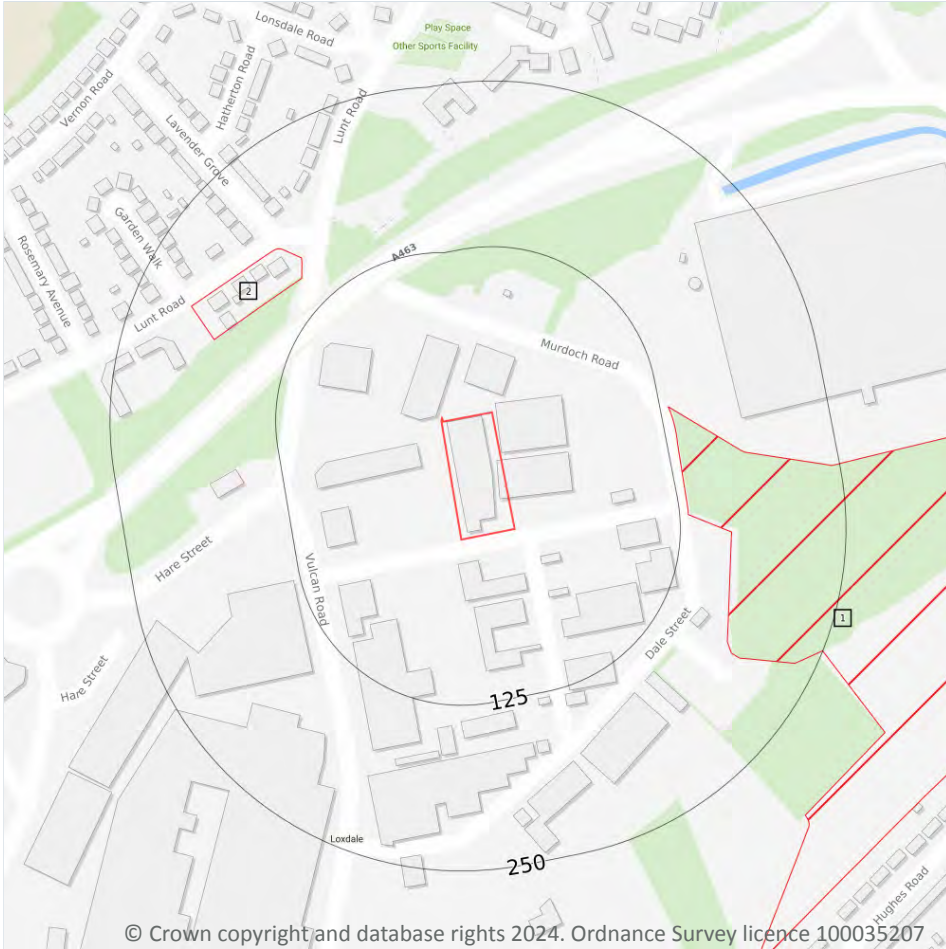 Play Space
Lonsdale Road
Other Sports Facility
Hatherton Road
Vernon Road
Lunt Road
Lavender Grove
Garden Walk
Rosemary Avenue
A463
2
Lunt Road
Murdoch Road
Hare Street
Vulcan Road
1
Dale Street
Hare Street
125
Loxdale
250
Hughes Road
© Crown copyright and database rights 2024. Ordnance Survey licence 100035207